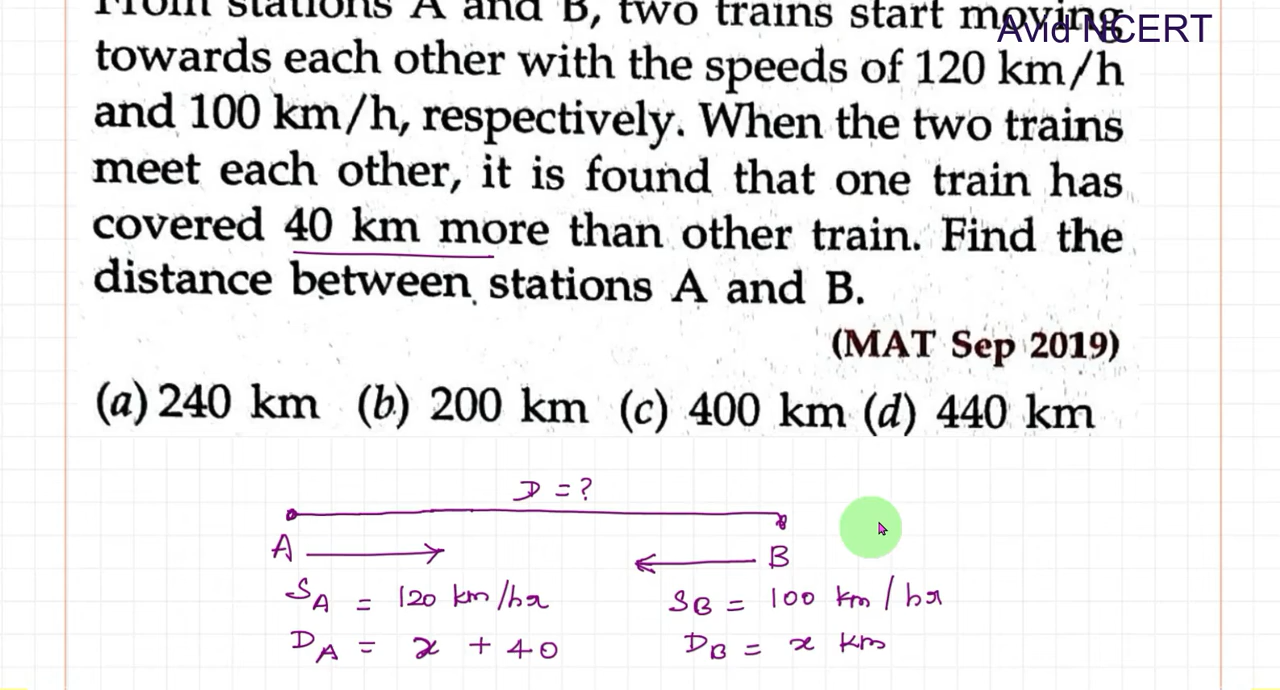 From stations A and B, two trains start moving
Avid NCERT
towards each other with the speeds of 120 km/h
and 100 km/h, respectively. When the two trains
meet each other, it is found that one train has
covered 40 km more than other train. Find the
distance between stations A and B.
(MAT Sep 2019)
(a) 240 km (b) 200 km (c) 400 km (d) 440 km
D = ?
A B
SA = 120 km/hr SB = 100 km/hr
DA = x + 40 DB = x km